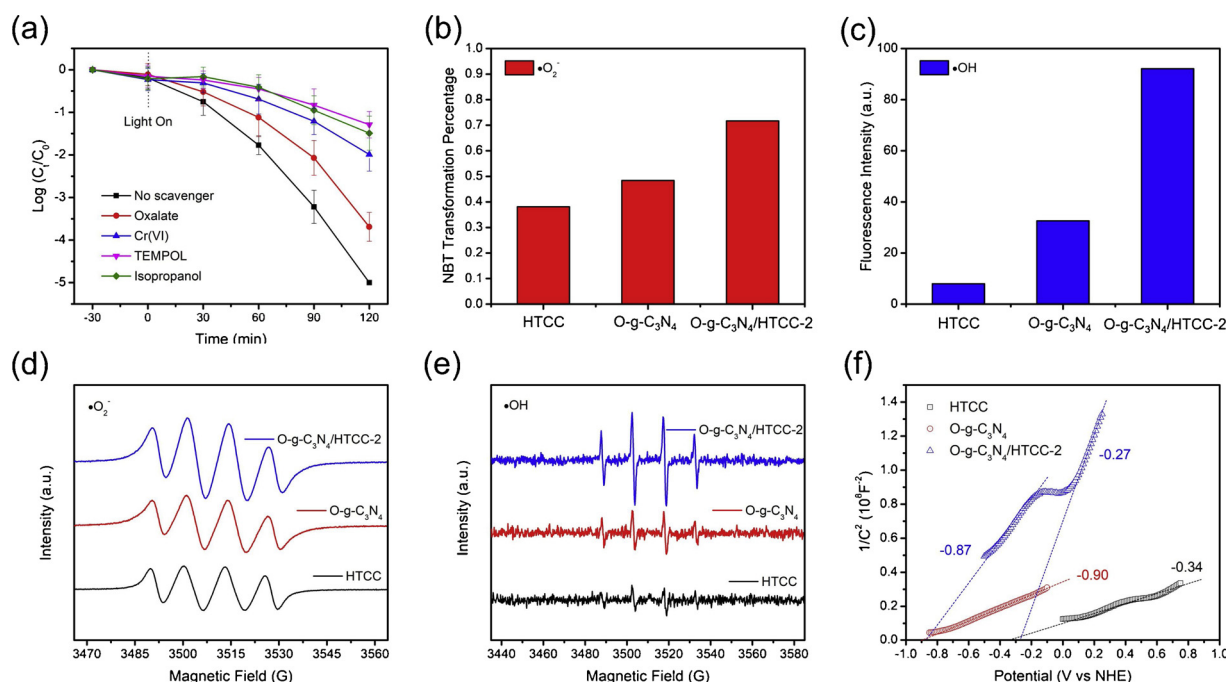 (a)
0
-1
-2
-3
-4
-5
Log (Cₜ/C₀)
Light On
No scavenger
Oxalate
Cr(VI)
TEMPOL
Isopropanol
-30 0 30 60 90 120
Time (min)
(b)
1.0
0.9
0.8
0.7
0.6
0.5
0.4
0.3
0.2
0.1
0.0
NBT Transformation Percentage
•O₂⁻
HTCC O-g-C₃N₄ O-g-C₃N₄/HTCC-2
(c)
100
80
60
40
20
0
Fluorescence Intensity (a.u.)
•OH
HTCC O-g-C₃N₄ O-g-C₃N₄/HTCC-2
(d)
•O₂⁻
Intensity (a.u.)
O-g-C₃N₄/HTCC-2
O-g-C₃N₄
HTCC
3470 3485 3500 3515 3530 3545 3560
Magnetic Field (G)
(e)
•OH
Intensity (a.u.)
O-g-C₃N₄/HTCC-2
O-g-C₃N₄
HTCC
3440 3460 3480 3500 3520 3540 3560 3580
Magnetic Field (G)
(f)
1.4
1.2
1.0
0.8
0.6
0.4
0.2
0.0
1/C² (10⁸F⁻²)
HTCC
O-g-C₃N₄
O-g-C₃N₄/HTCC-2
-0.27
-0.87
-0.90
-0.34
-1.0 -0.8 -0.6 -0.4 -0.2 0.0 0.2 0.4 0.6 0.8 1.0
Potential (V vs NHE)